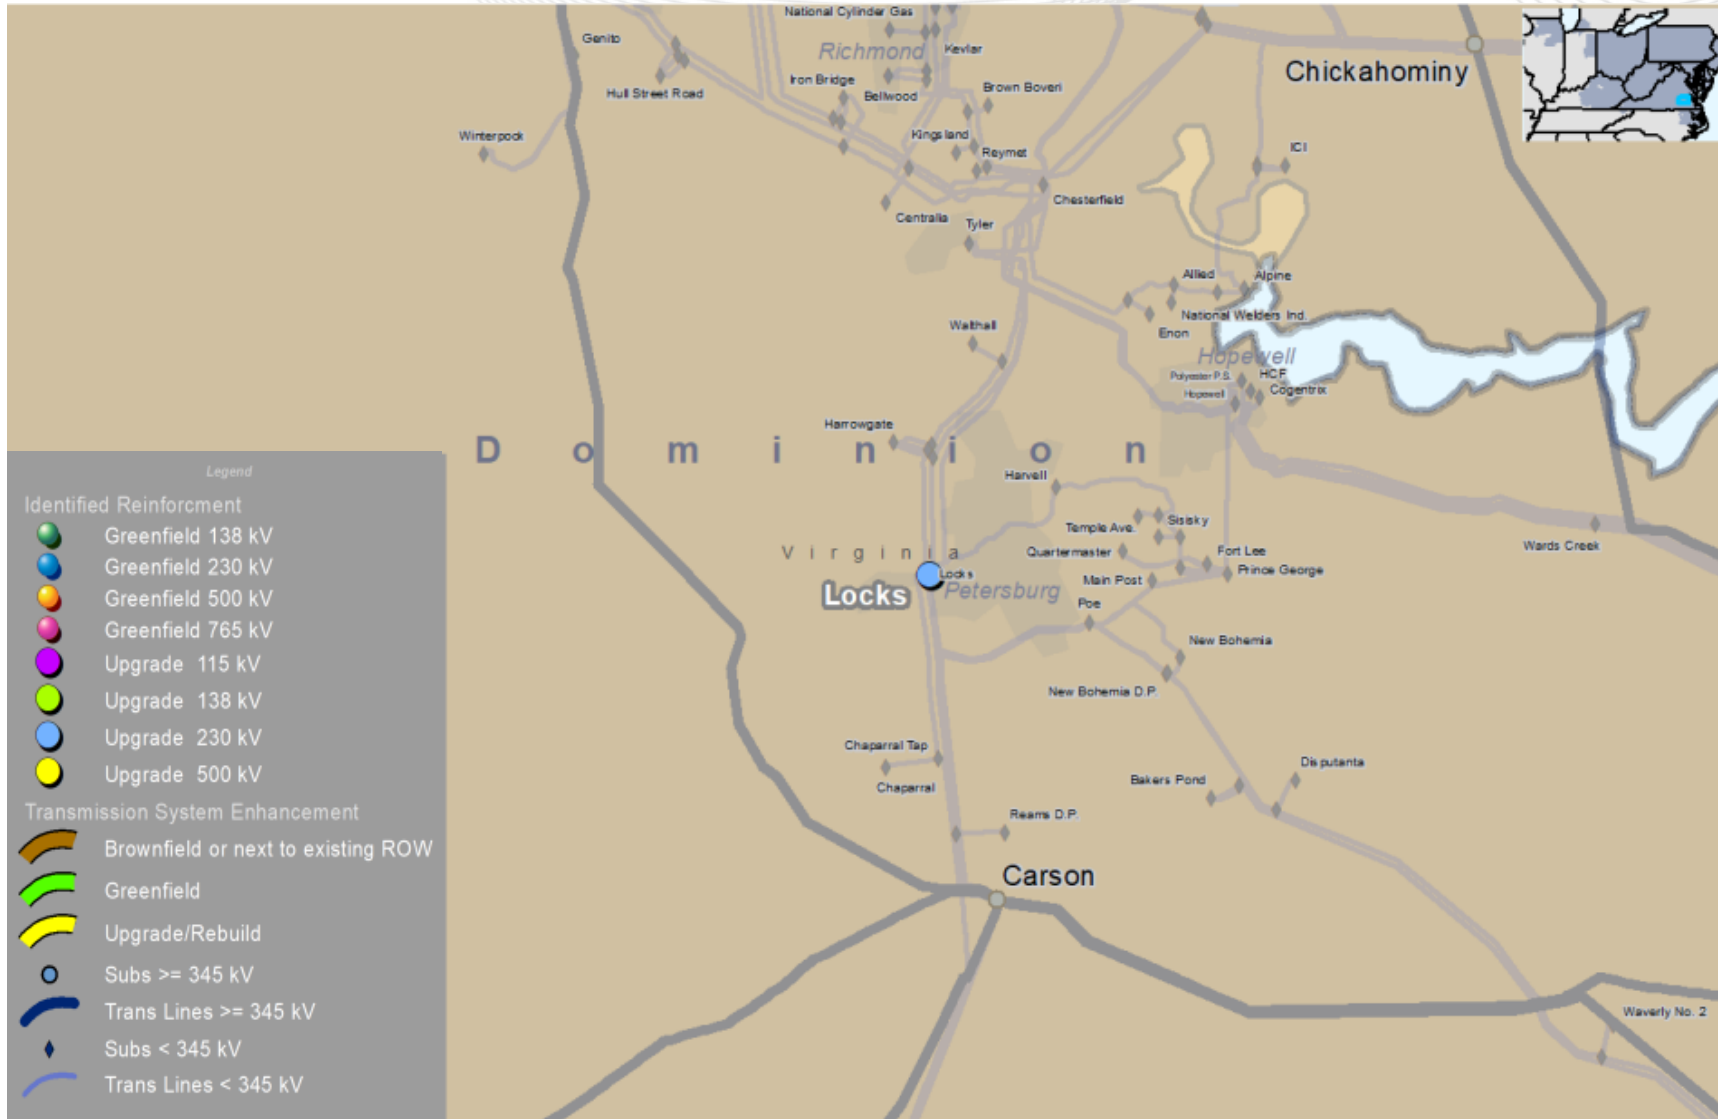 National Cylinder Gas
Genito
Richmond
Kevlar
Chickahominy
Iron Bridge
Hull Street Road
Bellwood
Brown Boveri
Winterpock
Kingsland
Reymet
ICI
Chesterfield
Centralia
Tyler
Allied
Alpine
National Welders Ind.
Enon
Walthall
Hopewell
Polyester P.S.
HCF
Cogentrix
Hopewell
Harrowgate
Dominion
Harvell
Temple Ave.
Sisisky
Wards Creek
Virginia
Quartermaster
Fort Lee
Locks
Main Post
Prince George
Locks
Petersburg
Poe
New Bohemia
New Bohemia D.P.
Chaparral Tap
Chaparral
Bakers Pond
Disputanta
Reams D.P.
Carson
Waverly No. 2
Legend
Identified Reinforcment
Greenfield 138 kV
Greenfield 230 kV
Greenfield 500 kV
Greenfield 765 kV
Upgrade 115 kV
Upgrade 138 kV
Upgrade 230 kV
Upgrade 500 kV
Transmission System Enhancement
Brownfield or next to existing ROW
Greenfield
Upgrade/Rebuild
Subs >= 345 kV
Trans Lines >= 345 kV
Subs < 345 kV
Trans Lines < 345 kV